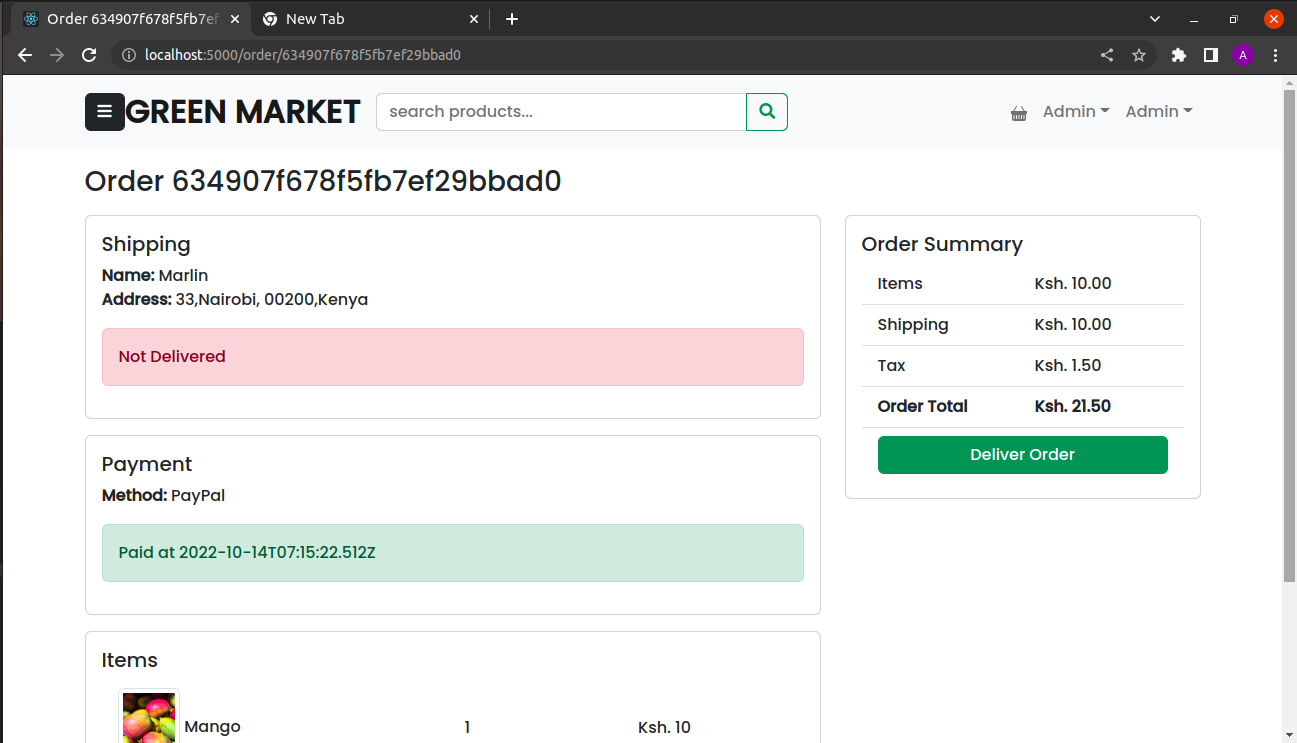 Order 634907f678f5fb7ef
New Tab
localhost:5000/order/634907f678f5fb7ef29bbad0
A
GREEN MARKET
search products...
Admin
Admin
Order 634907f678f5fb7ef29bbad0
Shipping
Name: Marlin
Address: 33,Nairobi, 00200,Kenya
Not Delivered
Payment
Method: PayPal
Paid at 2022-10-14T07:15:22.512Z
Items
Mango 1 Ksh. 10
Order Summary
Items Ksh. 10.00
Shipping Ksh. 10.00
Tax Ksh. 1.50
Order Total Ksh. 21.50
Deliver Order